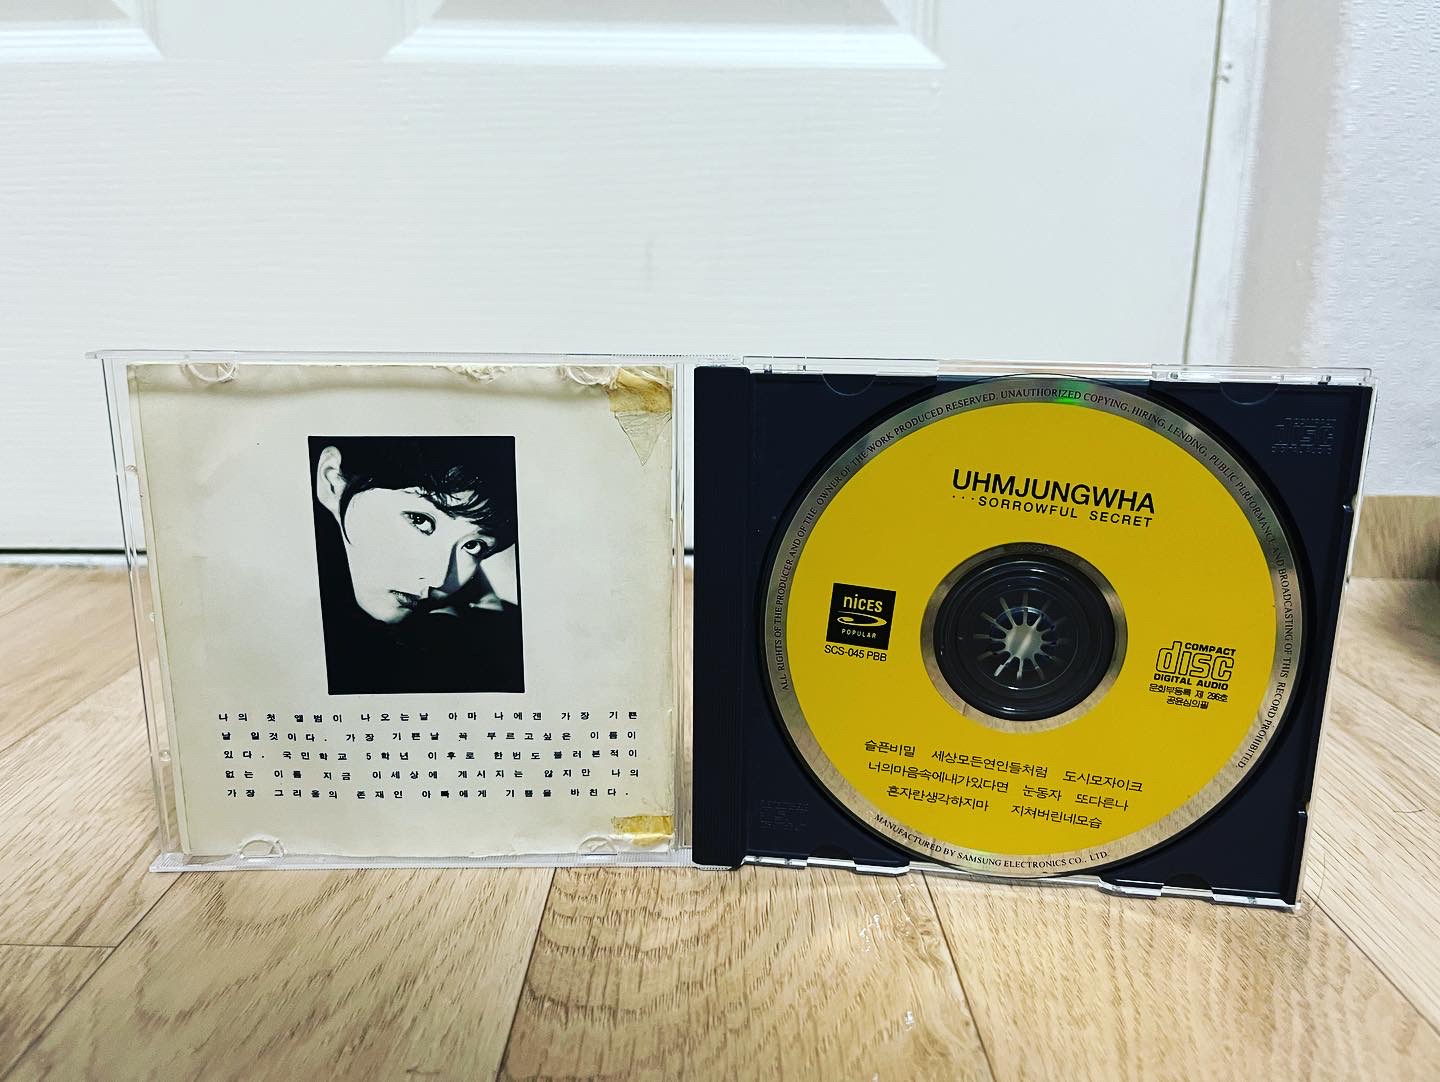 나의 첫 앨범이 나오는날 아마 나에겐 가장 기쁜
날 일것이다. 가장 기쁜날 꼭 부르고싶은 이름이
있다. 국민학교 5학년 이후로 한번도 불러본적이
없는 이름 지금 이세상에 계시지는 않지만 나의
가장 그리움의 존재인 아빠에게 기쁨을 바친다.
ALL RIGHTS OF THE PRODUCER AND OF THE OWNER OF THE WORK PRODUCED RESERVED. UNAUTHORIZED COPYING, HIRING, LENDING, PUBLIC PERFORMANCE AND BROADCASTING OF THIS RECORD PROHIBITED.
UHMJUNGWHA
···SORROWFUL SECRET
nices
POPULAR
SCS-045 PBB
COMPACT
disc
DIGITAL AUDIO
문화부등록 제 296호
공윤심의필
슬픈비밀 세상모든연인들처럼 도시모자이크
너의마음속에내가있다면 눈동자 또다른나
혼자란생각하지마 지쳐버린네모습
MANUFACTURED BY SAMSUNG ELECTRONICS CO., LTD.